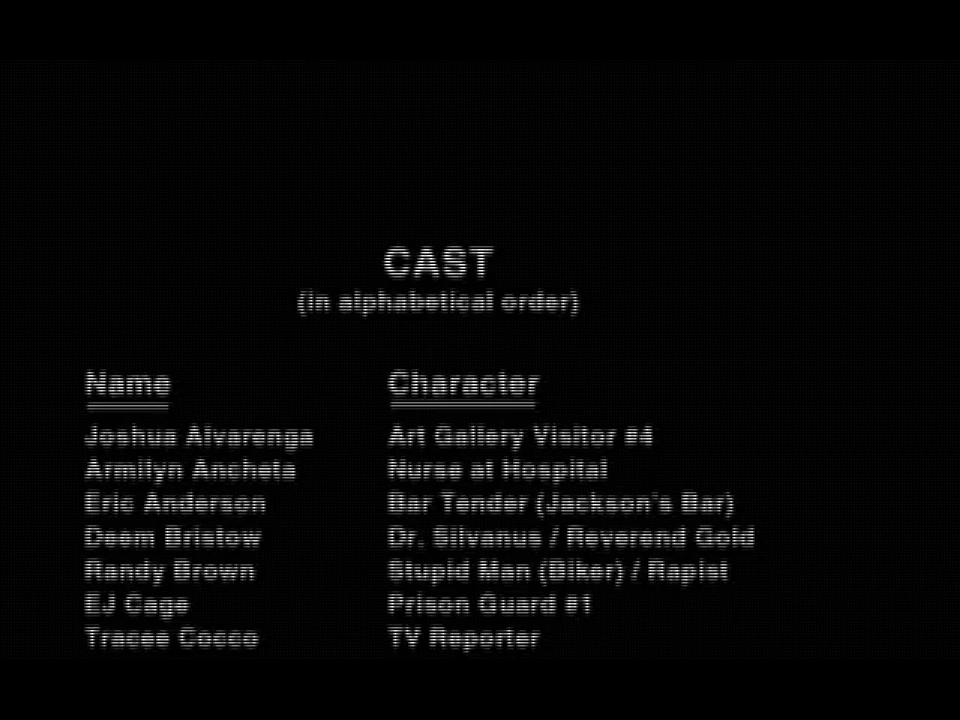 CAST
(in alphabetical order)
Name Character
Joshua Alvarenga Art Gallery Visitor #4
Armilyn Ancheta Nurse at Hospital
Eric Anderson Bar Tender (Jackson's Bar)
Deem Bristow Dr. Silvanus / Reverend Gold
Randy Brown Stupid Man (Biker) / Rapist
EJ Cage Prison Guard #1
Tracee Cocco TV Reporter